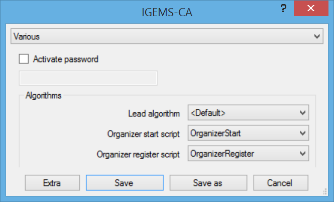 IGEMS-CA
?
Various
Activate password
Algorithms
Lead algorithm <Default>
Organizer start script OrganizerStart
Organizer register script OrganizerRegister
Extra Save Save as Cancel